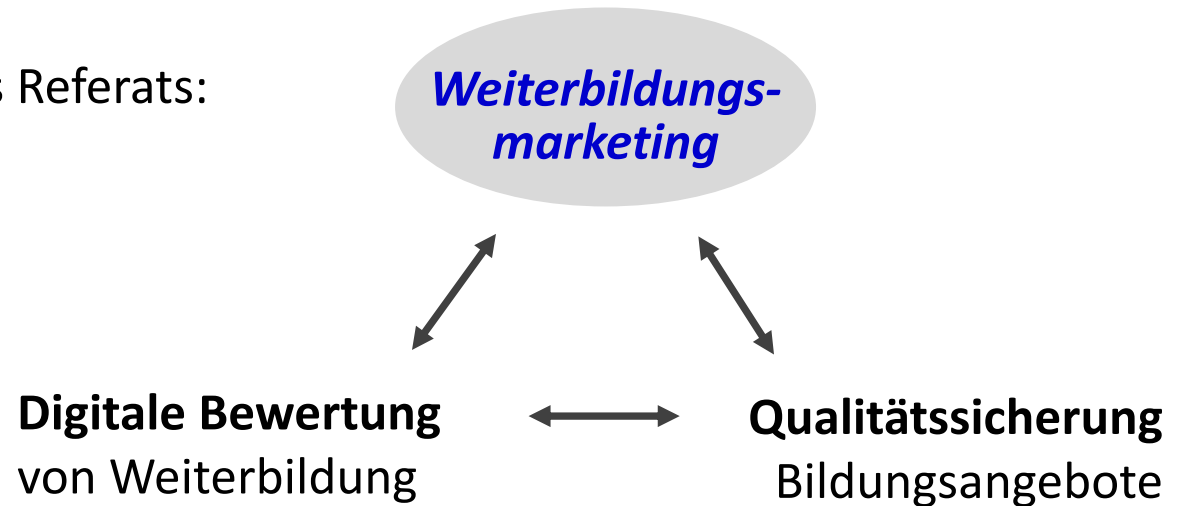 s Referats:
Weiterbildungs-
marketing
Digitale Bewertung
von Weiterbildung
Qualitätssicherung
Bildungsangebote